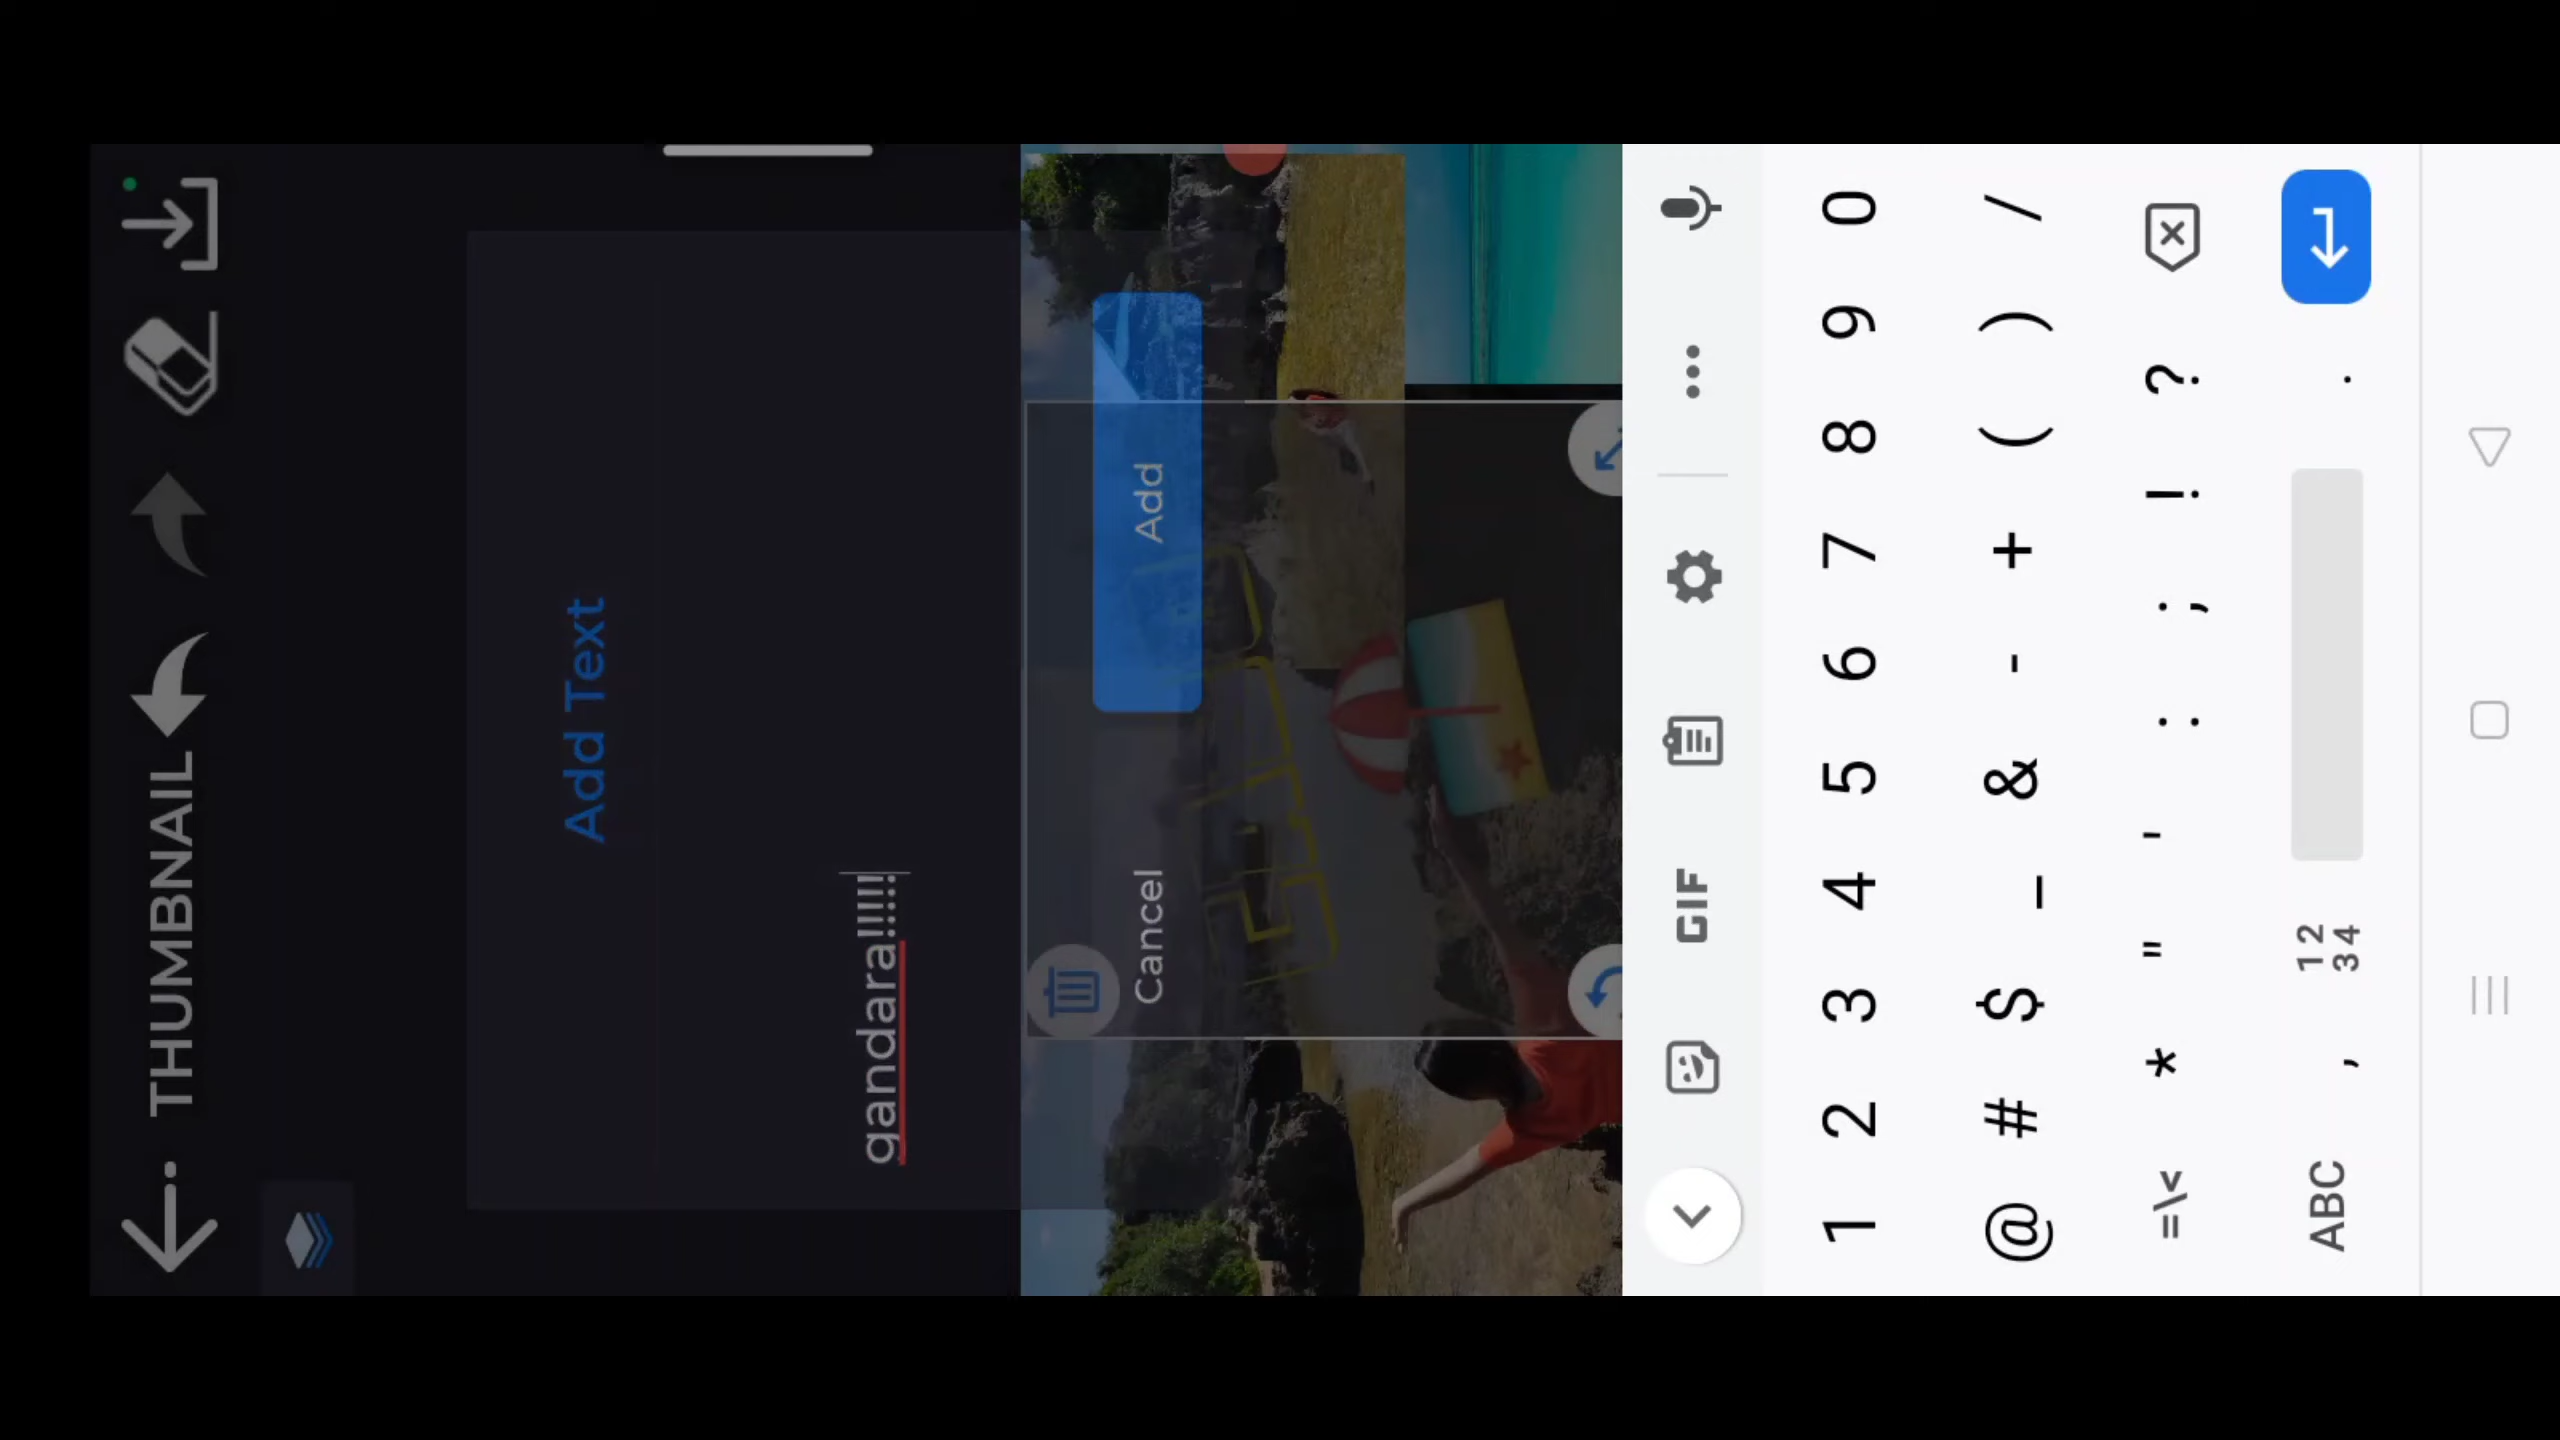 THUMBNAIL
Add Text
gandara!!!!!
Cancel Add
GIF
1 2 3 4 5 6 7 8 9 0
@ # $ _ & - + ( ) /
=\< * " ' : ; ! ?
ABC , 12 34 .